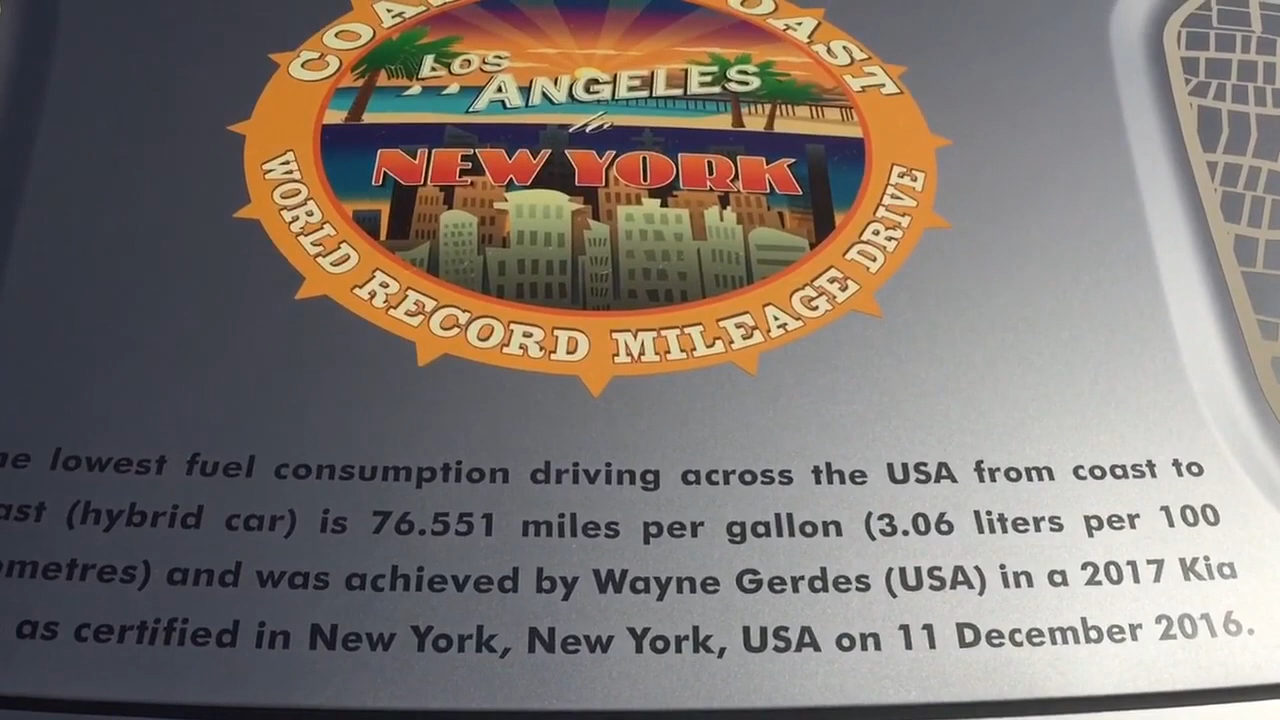 COAST
LOS
ANGELES
to
NEW YORK
WORLD RECORD MILEAGE DRIVE
lowest fuel consumption driving across the USA from coast to
(hybrid car) is 76.551 miles per gallon (3.06 liters per 100
and was achieved by Wayne Gerdes (USA) in a 2017 Kia
as certified in New York, New York, USA on 11 December 2016.